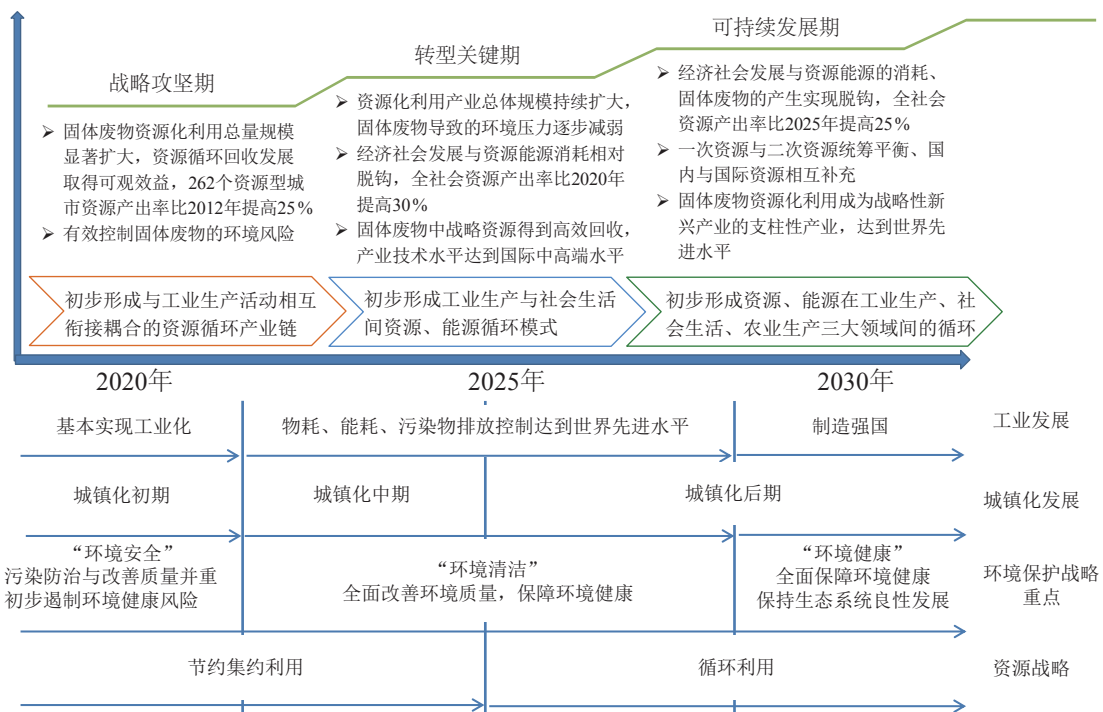 战略攻坚期
➢ 固体废物资源化利用总量规模
显著扩大，资源循环回收发展
取得可观效益，262个资源型城
市资源产出率比2012年提高25%
➢ 有效控制固体废物的环境风险
转型关键期
➢ 资源化利用产业总体规模持续扩大，
固体废物导致的环境压力逐步减弱
➢ 经济社会发展与资源能源消耗相对
脱钩，全社会资源产出率比2020年
提高30%
➢ 固体废物中战略资源得到高效回收，
产业技术水平达到国际中高端水平
可持续发展期
➢ 经济社会发展与资源能源的消耗、
固体废物的产生实现脱钩，全社会
资源产出率比2025年提高25%
➢ 一次资源与二次资源统筹平衡、国
内与国际资源相互补充
➢ 固体废物资源化利用成为战略性新
兴产业的支柱性产业，达到世界先
进水平
初步形成与工业生产活动相互
衔接耦合的资源循环产业链
初步形成工业生产与社会生活
间资源、能源循环模式
初步形成资源、能源在工业生产、社
会生活、农业生产三大领域间的循环
2020年
2025年
2030年
基本实现工业化
物耗、能耗、污染物排放控制达到世界先进水平
制造强国
工业发展
城镇化初期
城镇化中期
城镇化后期
城镇化发展
“环境安全”
污染防治与改善质量并重
初步遏制环境健康风险
“环境清洁”
全面改善环境质量，保障环境健康
“环境健康”
全面保障环境健康
保持生态系统良性发展
环境保护战略
重点
节约集约利用
循环利用
资源战略